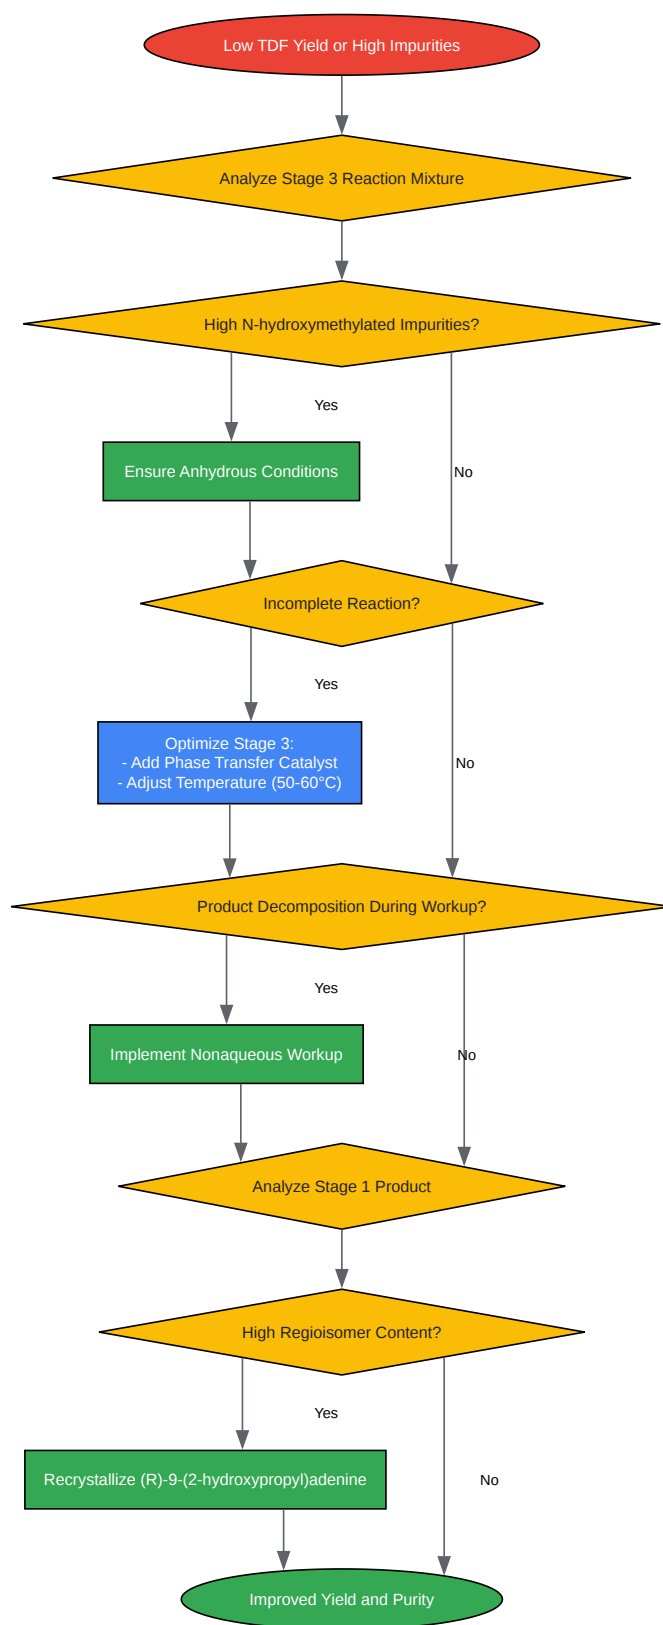 Low TDF Yield or High Impurities
Analyze Stage 3 Reaction Mixture
High N-hydroxymethylated Impurities?
Yes
Ensure Anhydrous Conditions
No
Incomplete Reaction?
Yes
Optimize Stage 3:
- Add Phase Transfer Catalyst
- Adjust Temperature (50-60°C)
No
Product Decomposition During Workup?
Yes
Implement Nonaqueous Workup
No
Analyze Stage 1 Product
High Regioisomer Content?
Yes
Recrystallize (R)-9-(2-hydroxypropyl)adenine
No
Improved Yield and Purity